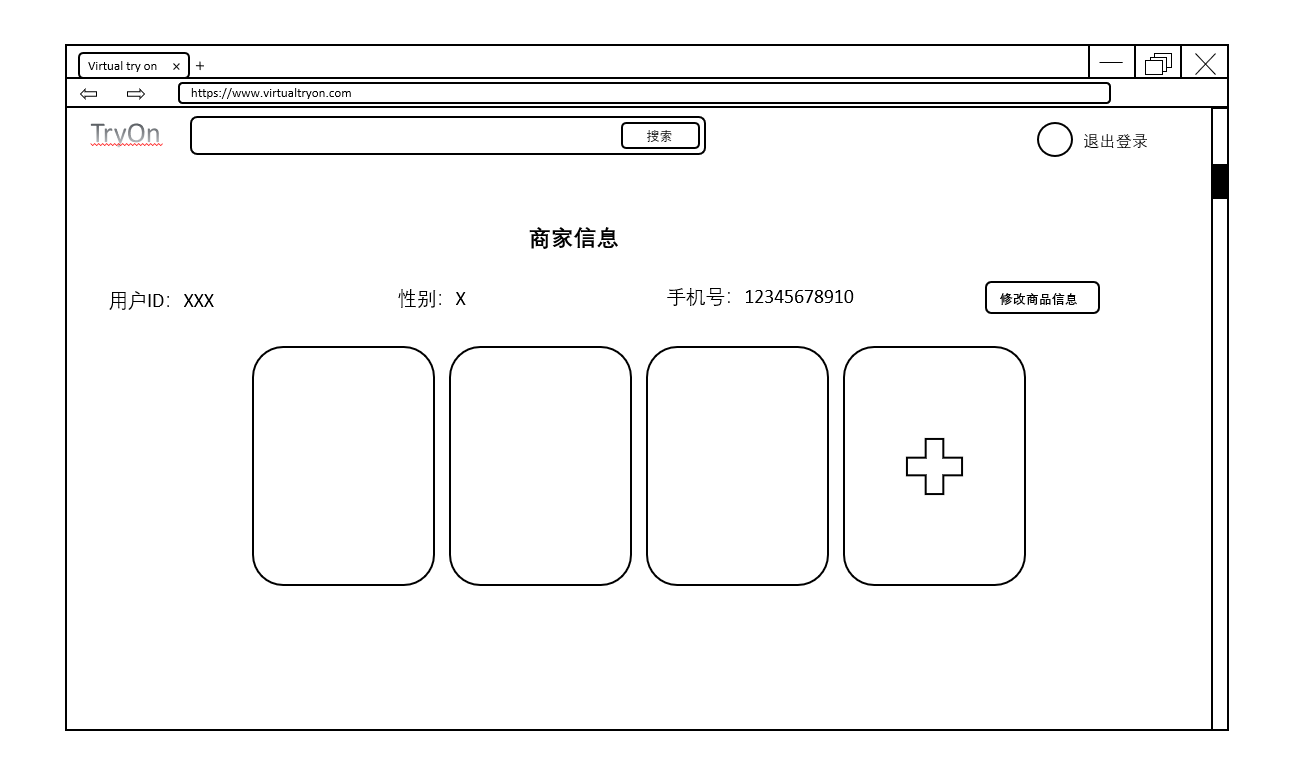 Virtual try on × +
https://www.virtualtryon.com
TryOn
搜索
退出登录
商家信息
用户ID：XXX
性别：X
手机号：12345678910
修改商品信息